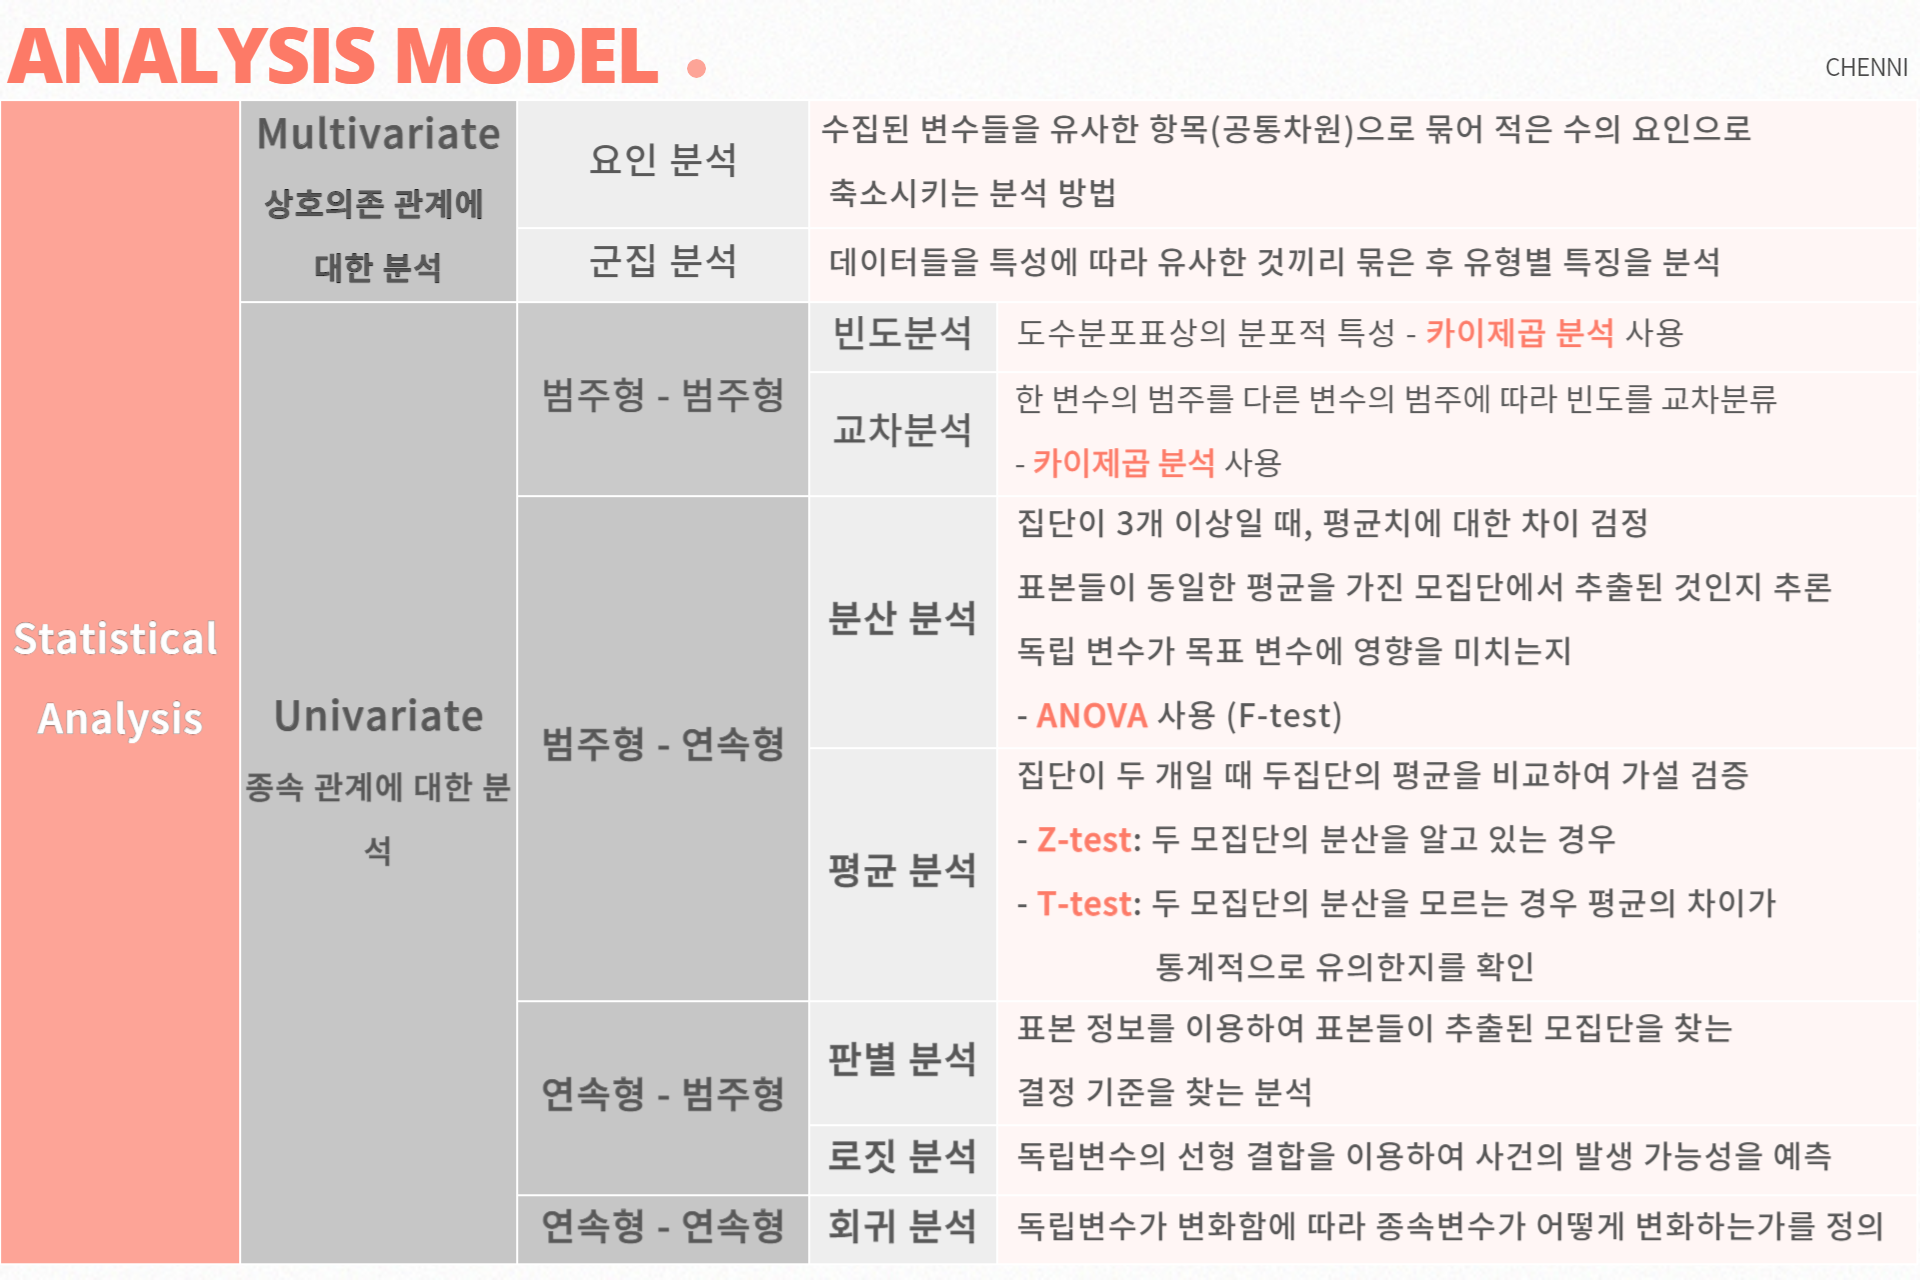 ANALYSIS MODEL
CHENNI
Statistical
Analysis
Multivariate
상호의존 관계에
대한 분석
요인 분석
수집된 변수들을 유사한 항목(공통차원)으로 묶어 적은 수의 요인으로
축소시키는 분석 방법
군집 분석
데이터들을 특성에 따라 유사한 것끼리 묶은 후 유형별 특징을 분석
Univariate
종속 관계에 대한 분
석
범주형 - 범주형
빈도분석
도수분포표상의 분포적 특성 - 카이제곱 분석 사용
교차분석
한 변수의 범주를 다른 변수의 범주에 따라 빈도를 교차분류
- 카이제곱 분석 사용
범주형 - 연속형
분산 분석
집단이 3개 이상일 때, 평균치에 대한 차이 검정
표본들이 동일한 평균을 가진 모집단에서 추출된 것인지 추론
독립 변수가 목표 변수에 영향을 미치는지
- ANOVA 사용 (F-test)
평균 분석
집단이 두 개일 때 두집단의 평균을 비교하여 가설 검증
- Z-test: 두 모집단의 분산을 알고 있는 경우
- T-test: 두 모집단의 분산을 모르는 경우 평균의 차이가
통계적으로 유의한지를 확인
연속형 - 범주형
판별 분석
표본 정보를 이용하여 표본들이 추출된 모집단을 찾는
결정 기준을 찾는 분석
로짓 분석
독립변수의 선형 결합을 이용하여 사건의 발생 가능성을 예측
연속형 - 연속형
회귀 분석
독립변수가 변화함에 따라 종속변수가 어떻게 변화하는가를 정의